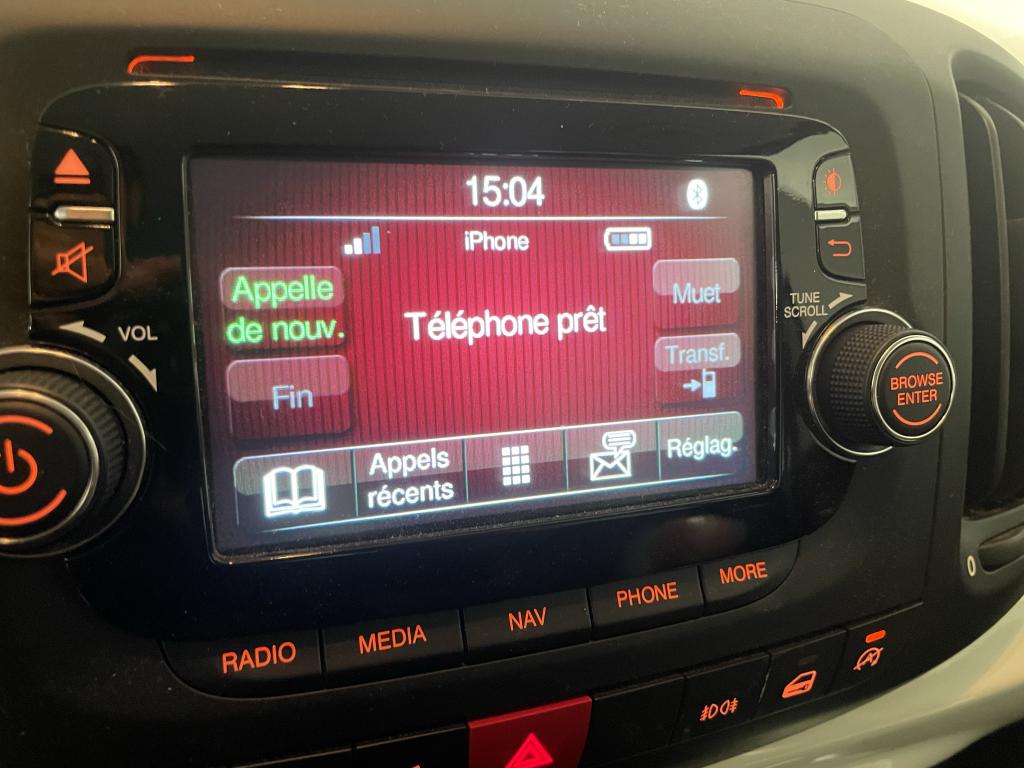 15:04
iPhone
Appelle
de nouv.
Téléphone prêt
Muet
Fin
Transf.
Appels
récents
Réglag.
VOL
TUNE
SCROLL
BROWSE
ENTER
RADIO
MEDIA
NAV
PHONE
MORE
0